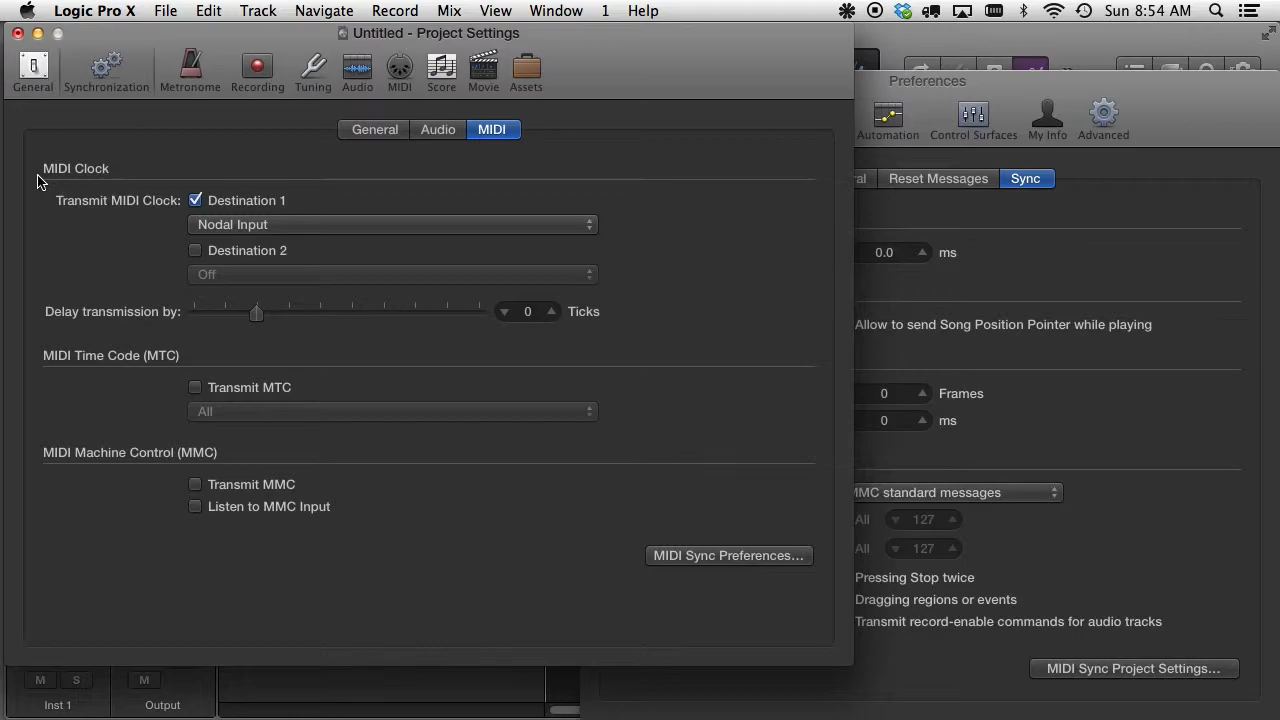 Logic Pro X File Edit Track Navigate Record Mix View Window 1 Help Sun 8:54 AM
Untitled - Project Settings
General Synchronization Metronome Recording Tuning Audio MIDI Score Movie Assets
General Audio MIDI
MIDI Clock
Transmit MIDI Clock: Destination 1
Nodal Input
Destination 2
Off
Delay transmission by: 0 Ticks
MIDI Time Code (MTC)
Transmit MTC
All
MIDI Machine Control (MMC)
Transmit MMC
Listen to MMC Input
MIDI Sync Preferences...
Preferences
Automation Control Surfaces My Info Advanced
al Reset Messages Sync
0.0 ms
Allow to send Song Position Pointer while playing
0 Frames
0 ms
MMC standard messages
All 127
All 127
Pressing Stop twice
Dragging regions or events
Transmit record-enable commands for audio tracks
MIDI Sync Project Settings...
M S M
Inst 1 Output